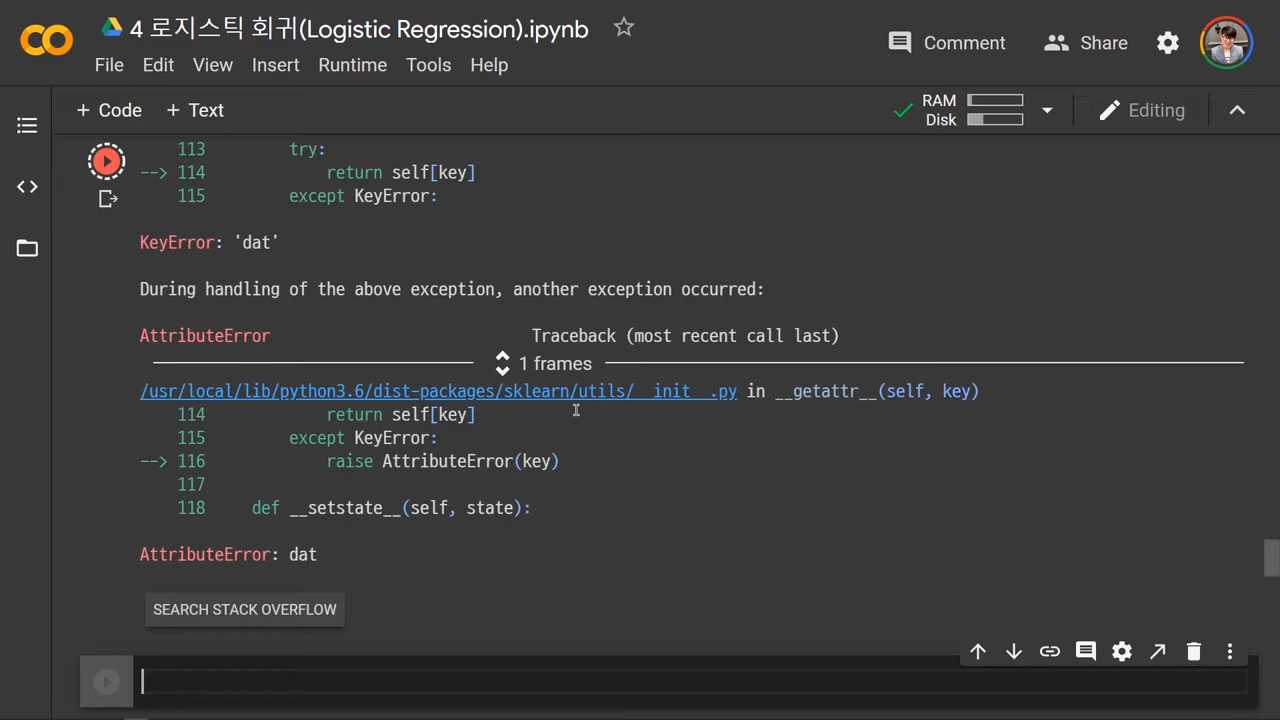 4 로지스틱 회귀(Logistic Regression).ipynb
Comment
Share
File Edit View Insert Runtime Tools Help
+ Code + Text
RAM
Disk
Editing
113 try:
--> 114 return self[key]
115 except KeyError:
KeyError: 'dat'
During handling of the above exception, another exception occurred:
AttributeError Traceback (most recent call last)
1 frames
/usr/local/lib/python3.6/dist-packages/sklearn/utils/__init__.py in __getattr__(self, key)
114 return self[key]
115 except KeyError:
--> 116 raise AttributeError(key)
117
118 def __setstate__(self, state):
AttributeError: dat
SEARCH STACK OVERFLOW